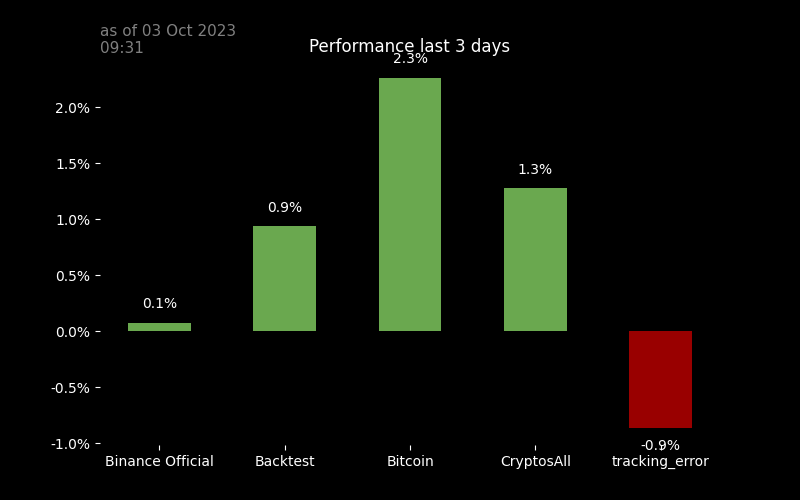 as of 03 Oct 2023
09:31
Performance last 3 days
2.3%
2.0%
1.5%
1.3%
1.0%
0.9%
0.5%
0.1%
0.0%
-0.5%
-1.0%
-0.9%
Binance Official
Backtest
Bitcoin
CryptosAll
tracking_error